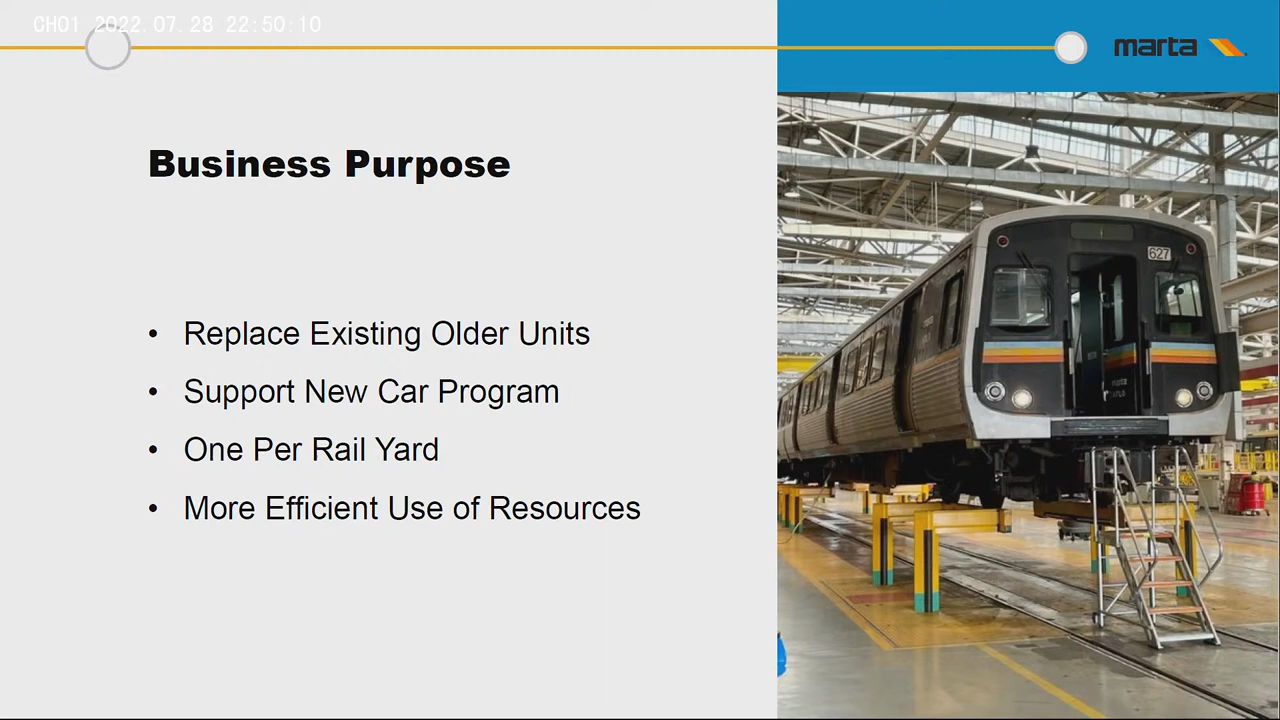 CH01 2022.07.28 22:50:10
marta
Business Purpose
• Replace Existing Older Units
• Support New Car Program
• One Per Rail Yard
• More Efficient Use of Resources
627
marta